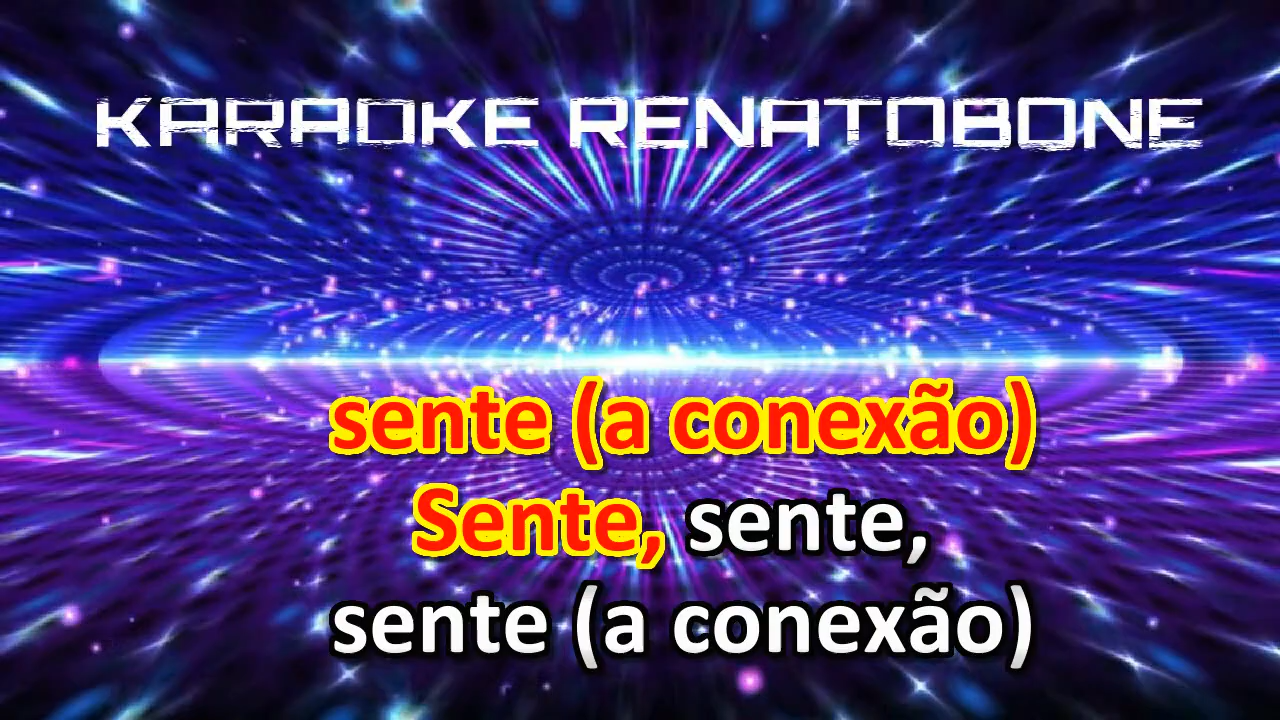 KARAOKE RENATOBONE
sente (a conexão)
Sente, sente,
sente (a conexão)